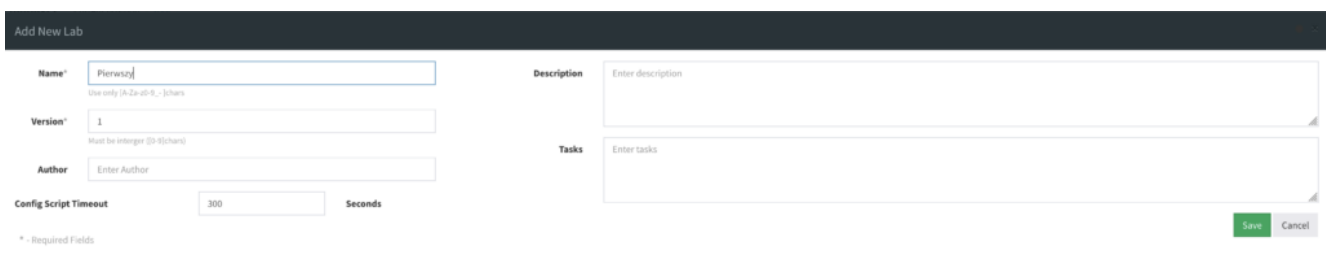 Add New Lab
Name*
Pierwszy
Use only [A-Za-z0-9_- ]chars
Version*
1
Must be interger ([0-9]chars)
Author
Enter Author
Config Script Timeout
300
Seconds
* - Required Fields
Description
Enter description
Tasks
Enter tasks
Save
Cancel